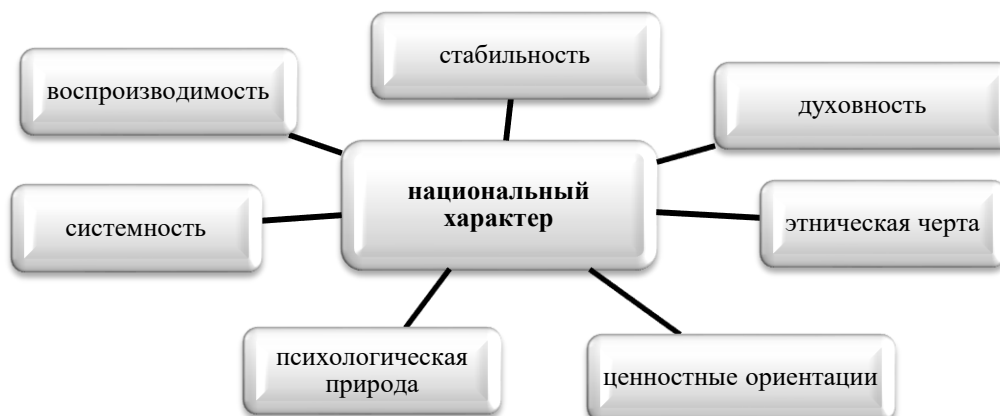 стабильность
воспроизводимость
духовность
национальный
характер
системность
этническая черта
психологическая
природа
ценностные ориентации